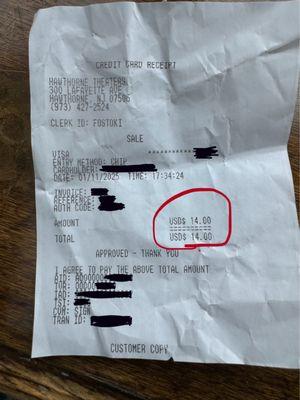 CREDIT CARD RECEIPT
HAWTHORNE THEATERS
300 LAFAYETTE AVE
HAWTHORNE, NJ 07506
(973) 427-2524
CLERK ID: FOSTOKI
SALE
VISA ************
ENTRY METHOD: CHIP
CARDHOLDER:
DATE: 01/11/2025 TIME: 17:34:24
INVOICE:
REFERENCE:
AUTH CODE:
AMOUNT USD$ 14.00
==========
TOTAL USD$ 14.00
APPROVED - THANK YOU
I AGREE TO PAY THE ABOVE TOTAL AMOUNT
AID:
TVR:
IAD:
TSI:
CVM: SIGN
TRAN ID:
CUSTOMER COPY